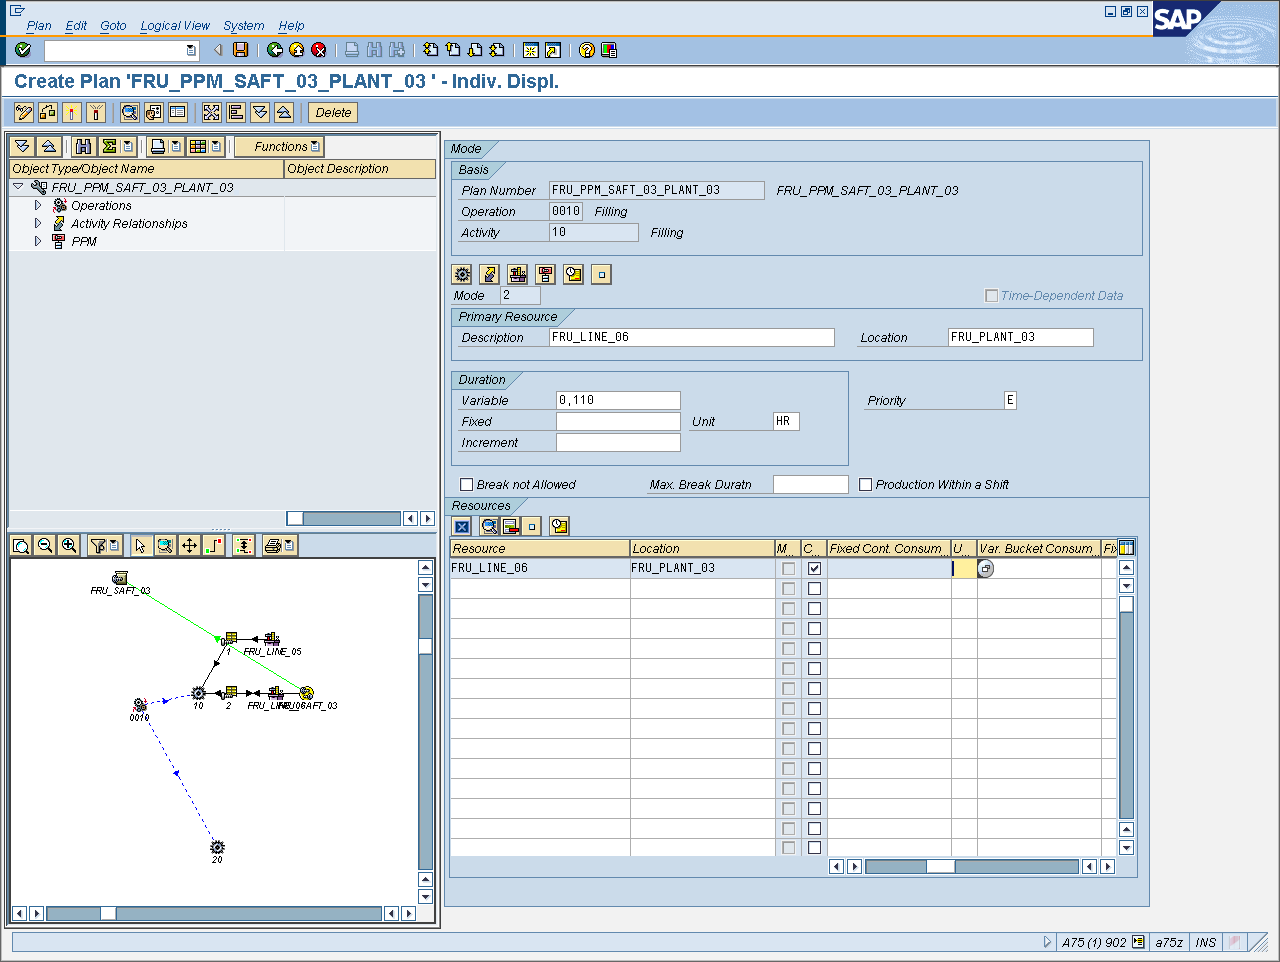 Plan Edit Goto Logical View System Help
SAP
Create Plan 'FRU_PPM_SAFT_03_PLANT_03 ' - Indiv. Displ.
Delete
Functions
Object Type/Object Name Object Description
FRU_PPM_SAFT_03_PLANT_03
Operations
Activity Relationships
PPM
Mode
Basis
Plan Number FRU_PPM_SAFT_03_PLANT_03 FRU_PPM_SAFT_03_PLANT_03
Operation 0010 Filling
Activity 10 Filling
Mode 2 Time-Dependent Data
Primary Resource
Description FRU_LINE_06 Location FRU_PLANT_03
Duration
Variable 0,110 Priority E
Fixed Unit HR
Increment
Break not Allowed Max. Break Duratn Production Within a Shift
Resources
Resource Location M... C... Fixed Cont. Consum... U... Var. Bucket Consum... Fix
FRU_LINE_06 FRU_PLANT_03
FRU_SAFT_03
1 FRU_LINE_05
10 2
0010
20
A75 (1) 902 a75z INS